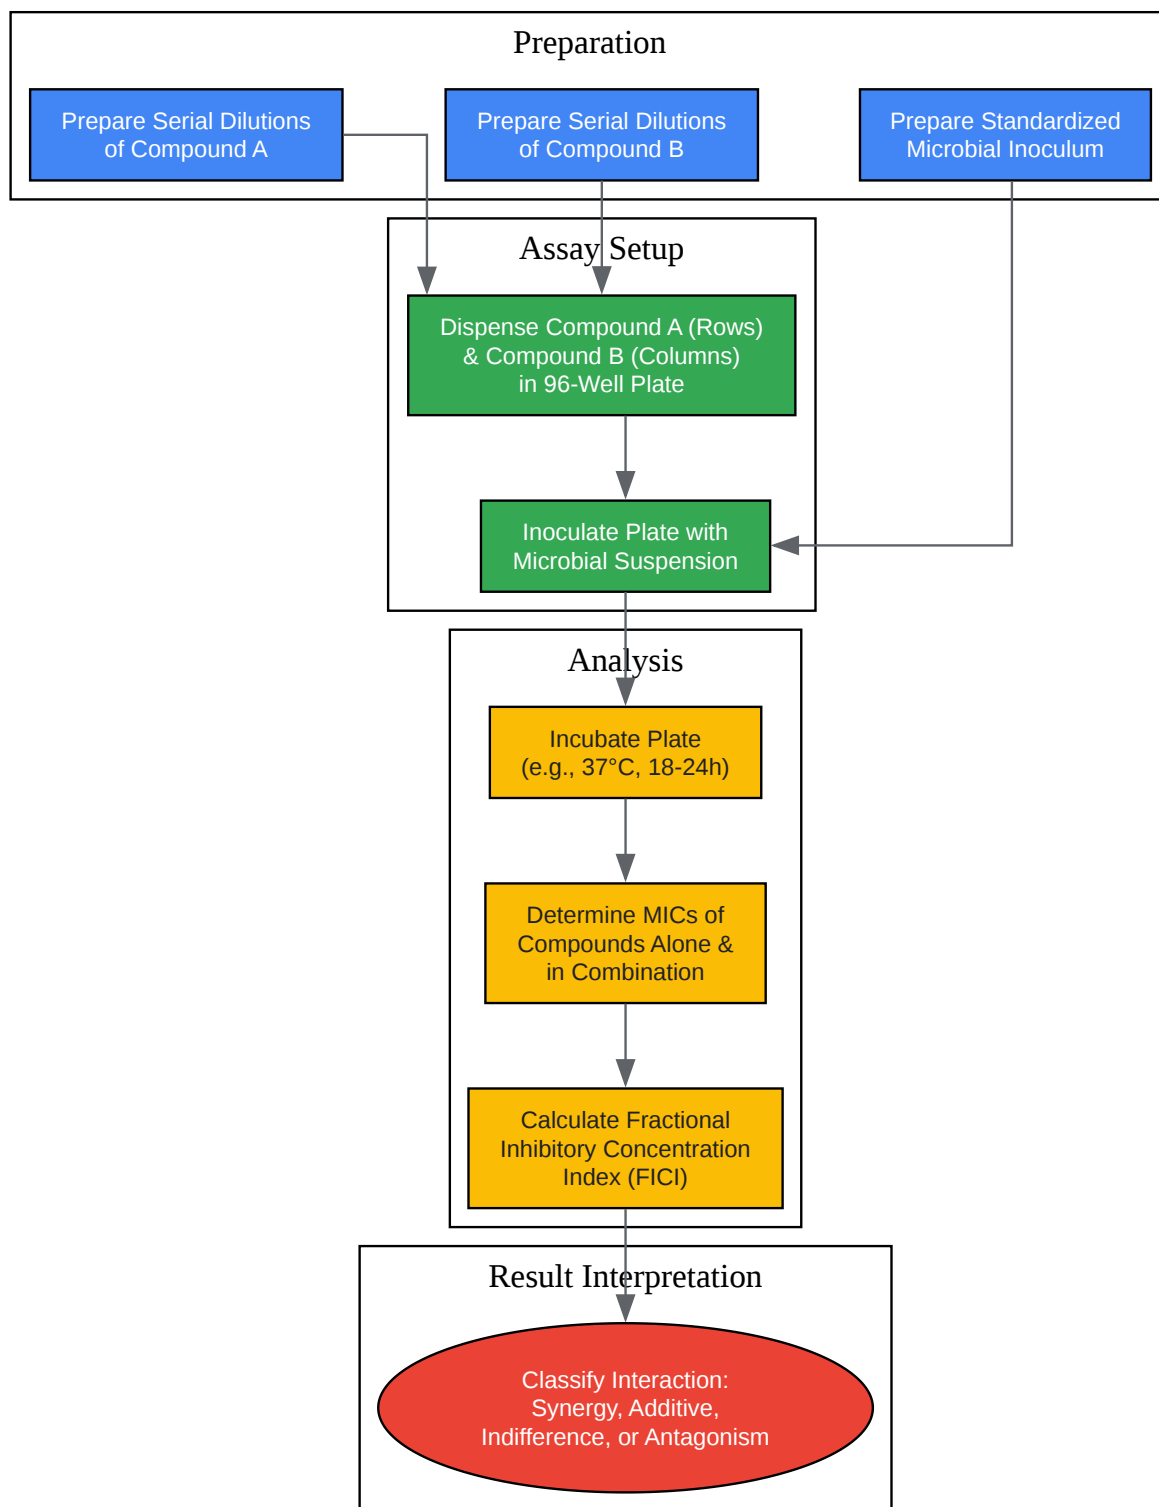 Preparation
Prepare Serial Dilutions
of Compound A
Prepare Serial Dilutions
of Compound B
Prepare Standardized
Microbial Inoculum
Assay Setup
Dispense Compound A (Rows)
& Compound B (Columns)
in 96-Well Plate
Inoculate Plate with
Microbial Suspension
Analysis
Incubate Plate
(e.g., 37°C, 18-24h)
Determine MICs of
Compounds Alone &
in Combination
Calculate Fractional
Inhibitory Concentration
Index (FICI)
Result Interpretation
Classify Interaction:
Synergy, Additive,
Indifference, or Antagonism